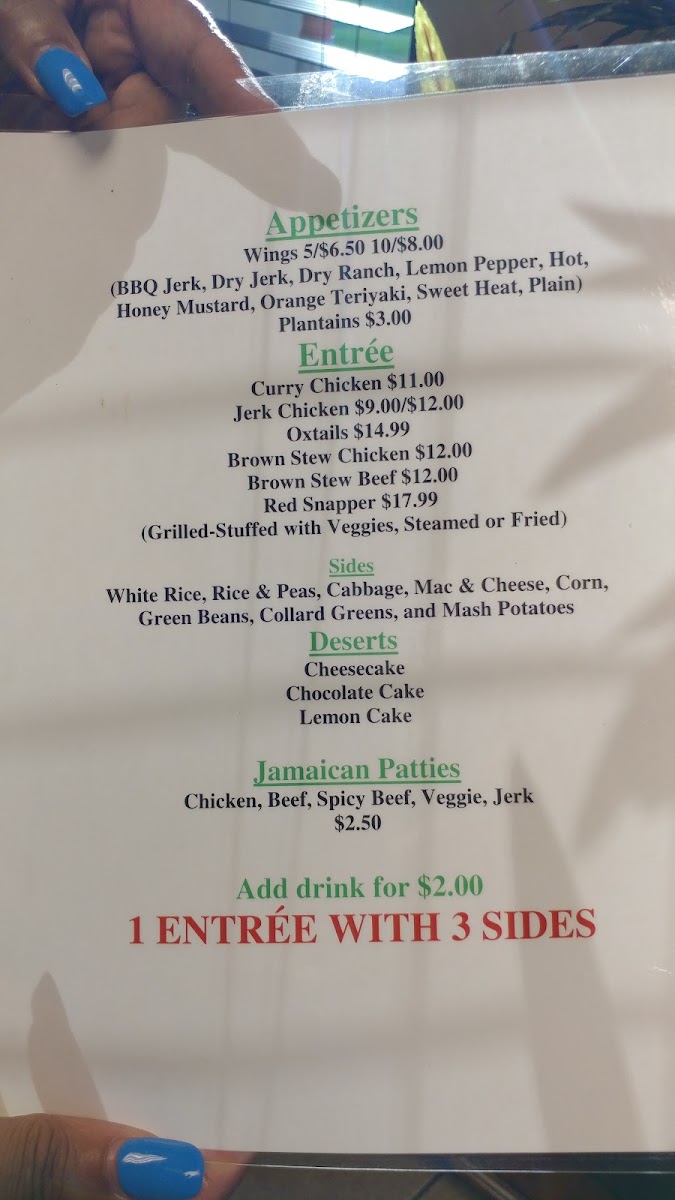 Appetizers
Wings 5/$6.50 10/$8.00
(BBQ Jerk, Dry Jerk, Dry Ranch, Lemon Pepper, Hot,
Honey Mustard, Orange Teriyaki, Sweet Heat, Plain)
Plantains $3.00
Entrée
Curry Chicken $11.00
Jerk Chicken $9.00/$12.00
Oxtails $14.99
Brown Stew Chicken $12.00
Brown Stew Beef $12.00
Red Snapper $17.99
(Grilled-Stuffed with Veggies, Steamed or Fried)
Sides
White Rice, Rice & Peas, Cabbage, Mac & Cheese, Corn,
Green Beans, Collard Greens, and Mash Potatoes
Deserts
Cheesecake
Chocolate Cake
Lemon Cake
Jamaican Patties
Chicken, Beef, Spicy Beef, Veggie, Jerk
$2.50
Add drink for $2.00
1 ENTRÉE WITH 3 SIDES